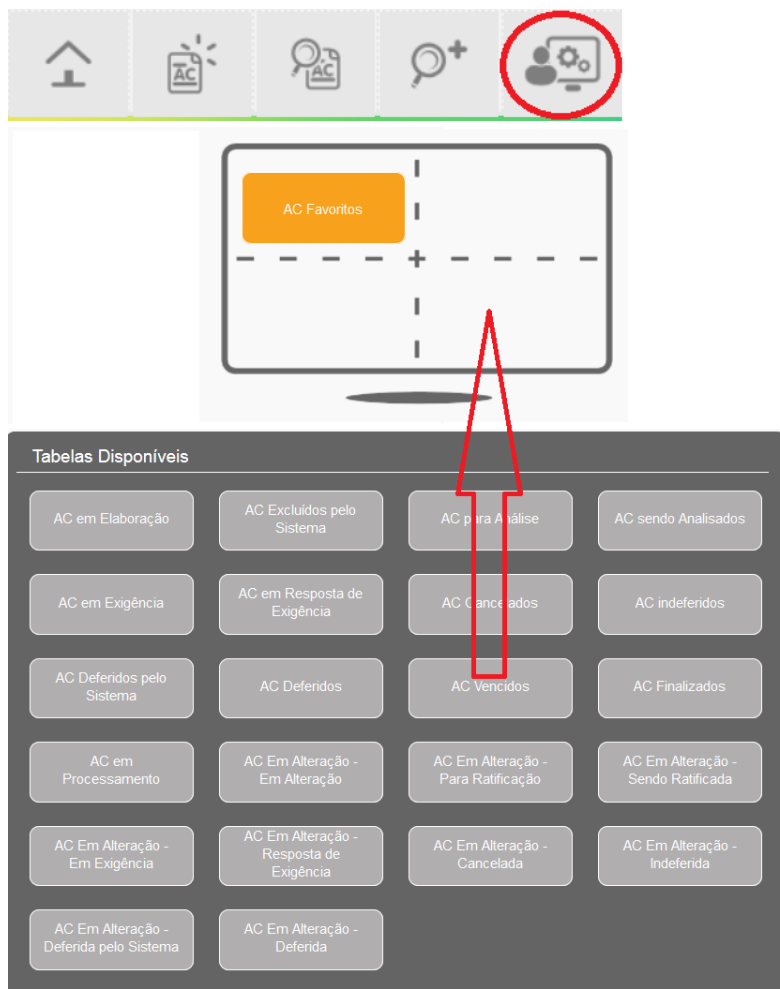 AC
AC
AC Favoritos
Tabelas Disponíveis
AC em Elaboração
AC Excluídos pelo
Sistema
AC para Análise
AC sendo Analisados
AC em Exigência
AC em Resposta de
Exigência
AC Cancelados
AC indeferidos
AC Deferidos pelo
Sistema
AC Deferidos
AC Vencidos
AC Finalizados
AC em
Processamento
AC Em Alteração -
Em Alteração
AC Em Alteração -
Para Ratificação
AC Em Alteração -
Sendo Ratificada
AC Em Alteração -
Em Exigência
AC Em Alteração -
Resposta de
Exigência
AC Em Alteração -
Cancelada
AC Em Alteração -
Indeferida
AC Em Alteração -
Deferida pelo Sistema
AC Em Alteração -
Deferida